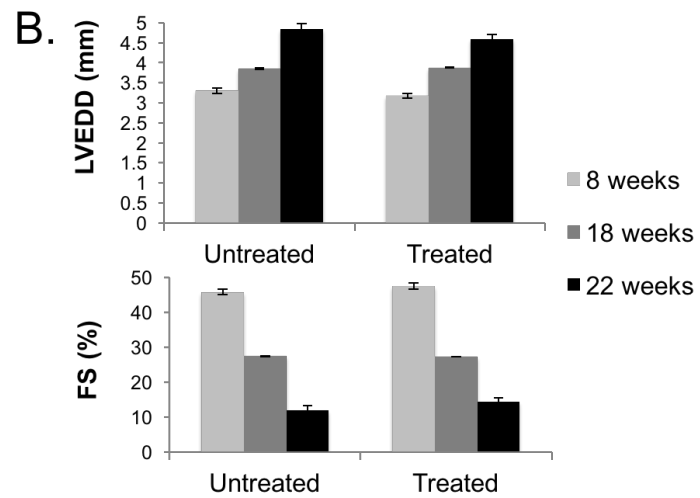 B.
LVEDD (mm)
5
4.5
4
3.5
3
2.5
2
1.5
1
0.5
0
Untreated Treated
8 weeks
18 weeks
22 weeks
FS (%)
50
40
30
20
10
0
Untreated Treated